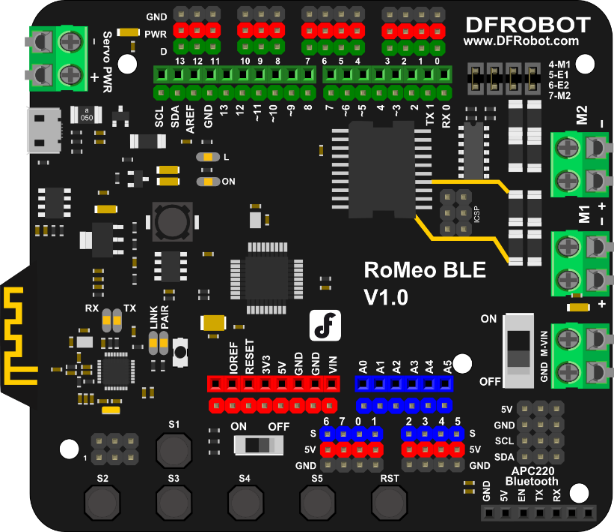 DFROBOT
www.DFRobot.com
GND
PWR
D
13 12 11 10 9 8 7 6 5 4 3 2 1 0
Servo PWR
-
+
4-M1
5-E1
6-E2
7-M2
SCL
SDA
AREF
GND
13
12
~11
~10
~9
8
7
~6
~5
4
~3
2
TX 1
RX 0
a
050
L
ON
M2
-
+
M1
-
+
ICSP
RoMeo BLE
V1.0
RX TX
LINK
PAIR
IOREF
RESET
3V3
5V
GND
GND
VIN
A0
A1
A2
A3
A4
A5
ON
OFF
M-VIN
GND
ON OFF
6 7 0 1 2 3 4 5
S S
5V 5V
GND GND
5V
GND
SCL
SDA
APC220
Bluetooth
GND
5V
EN
TX
RX
1
S1
S2 S3 S4 S5 RST